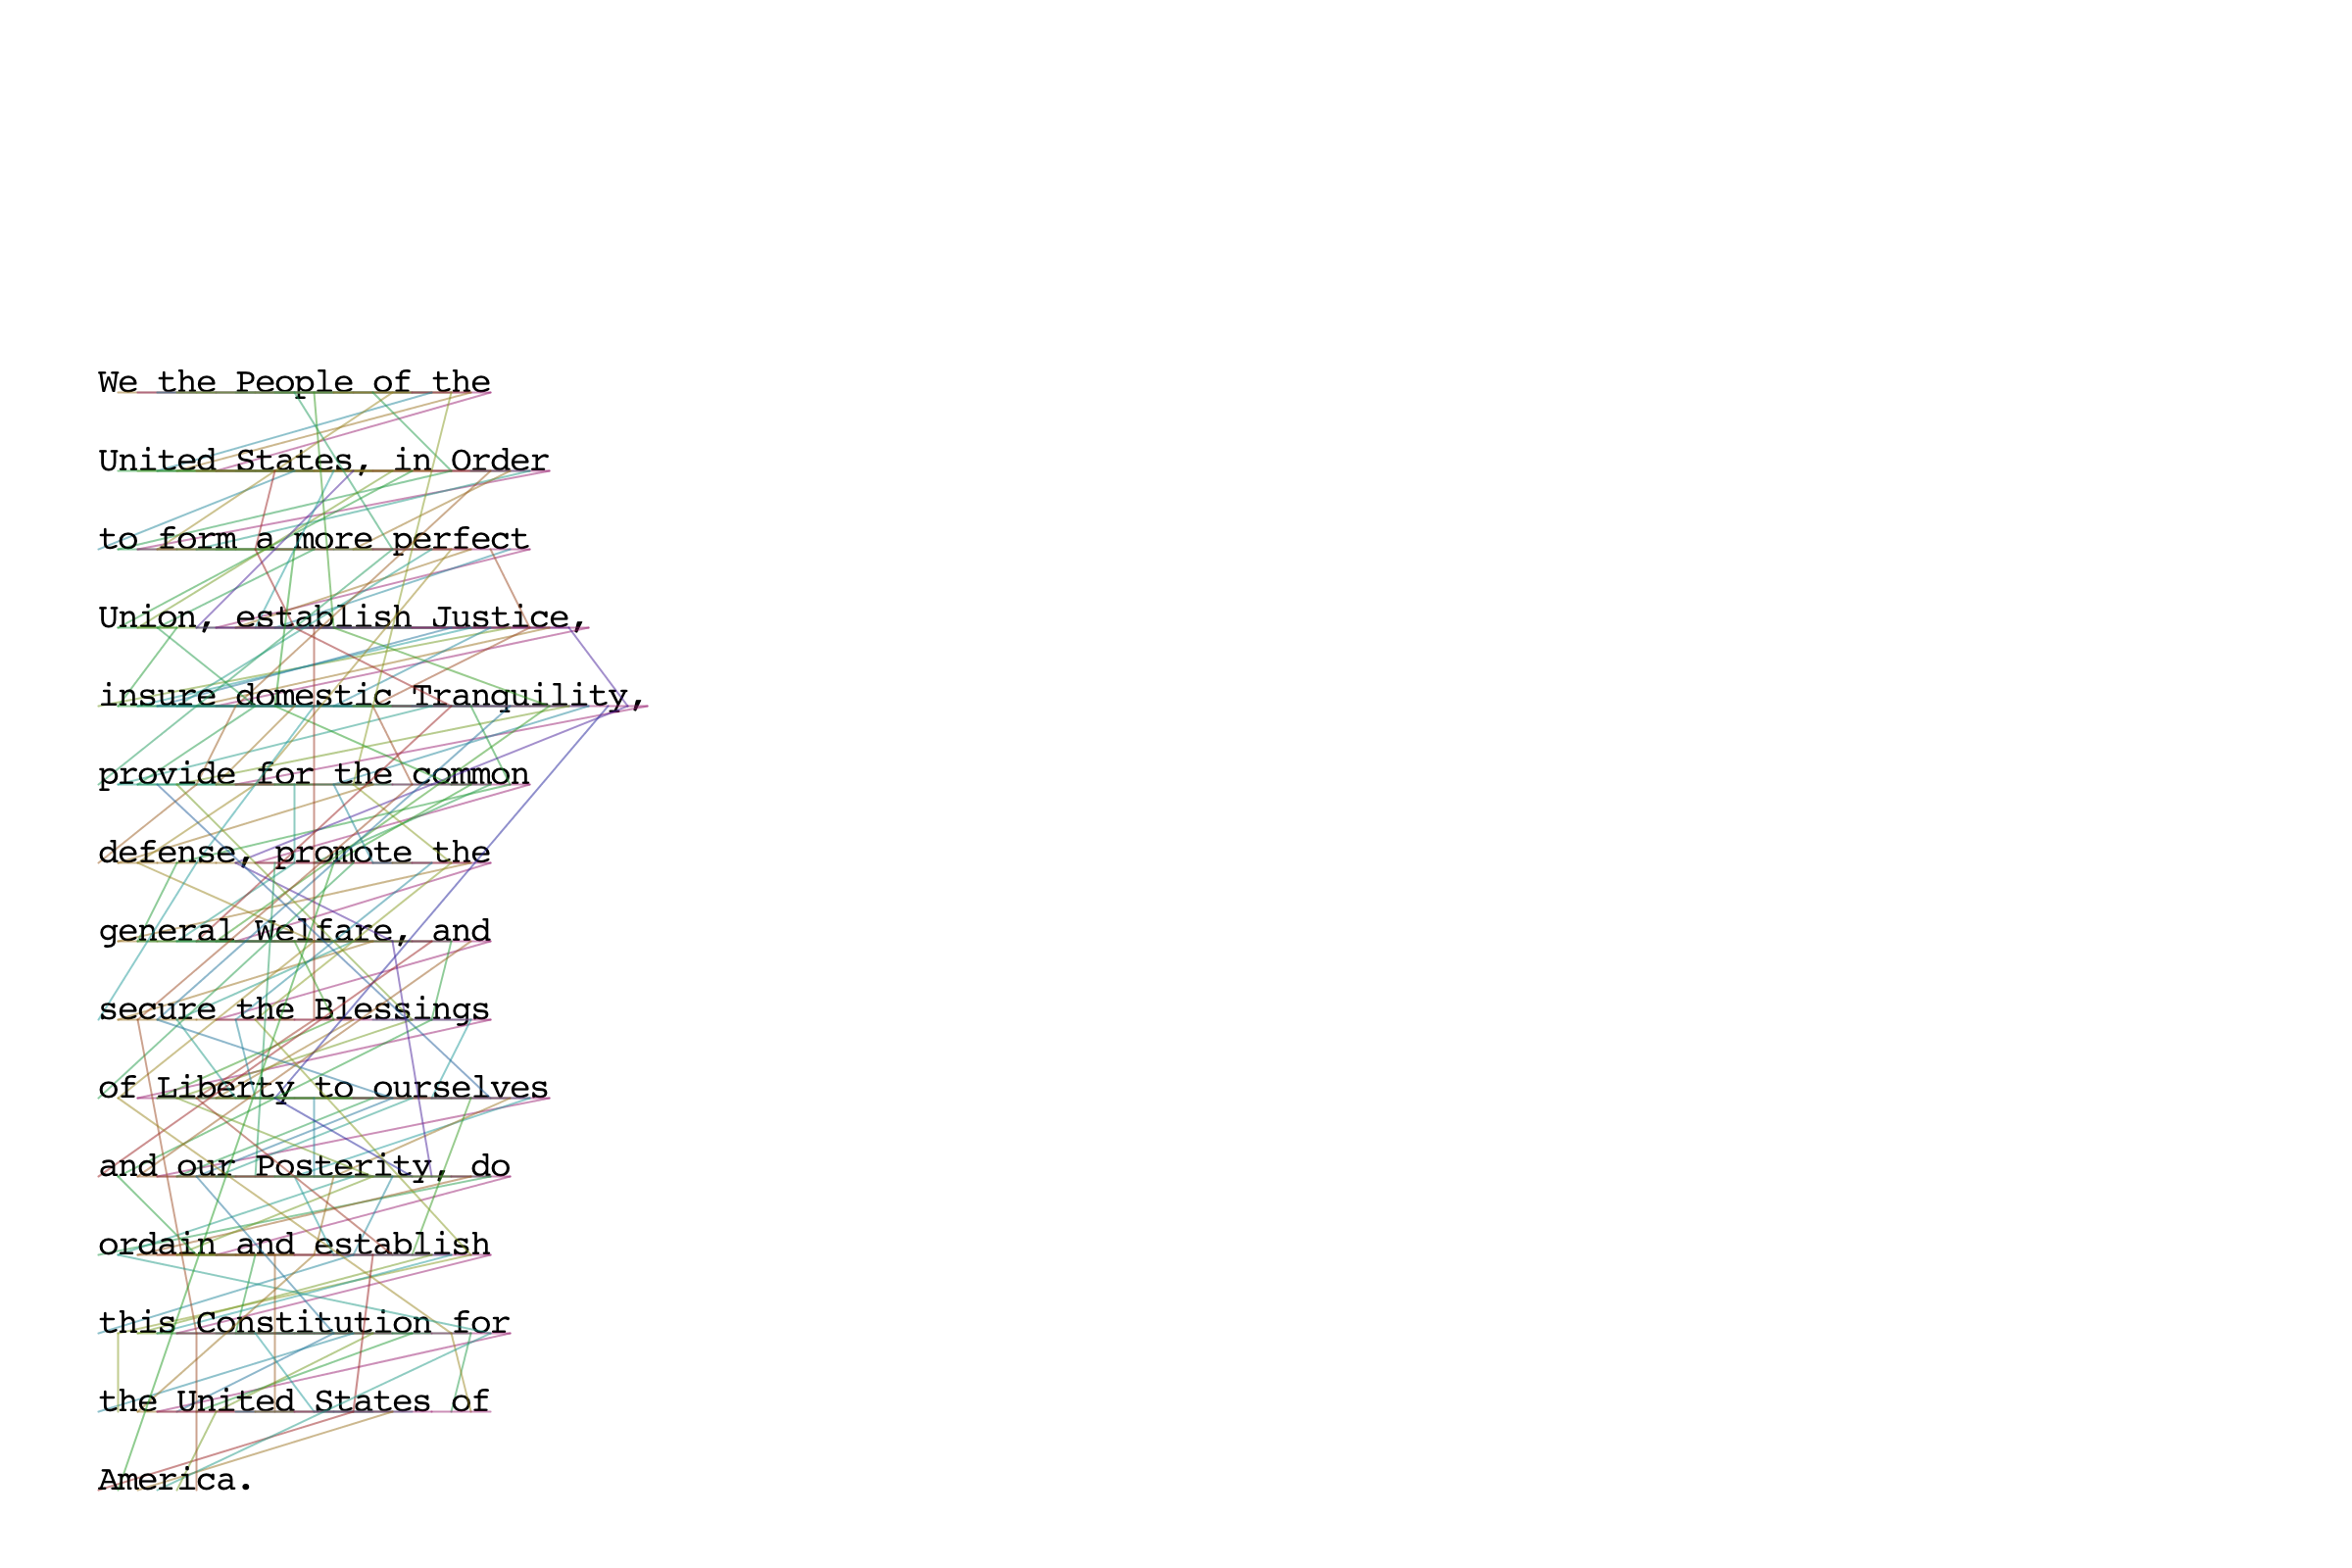 We the People of the
United States, in Order
to form a more perfect
Union, establish Justice,
insure domestic Tranquility,
provide for the common
defense, promote the
general Welfare, and
secure the Blessings
of Liberty to ourselves
and our Posterity, do
ordain and establish
this Constitution for
the United States of
America.